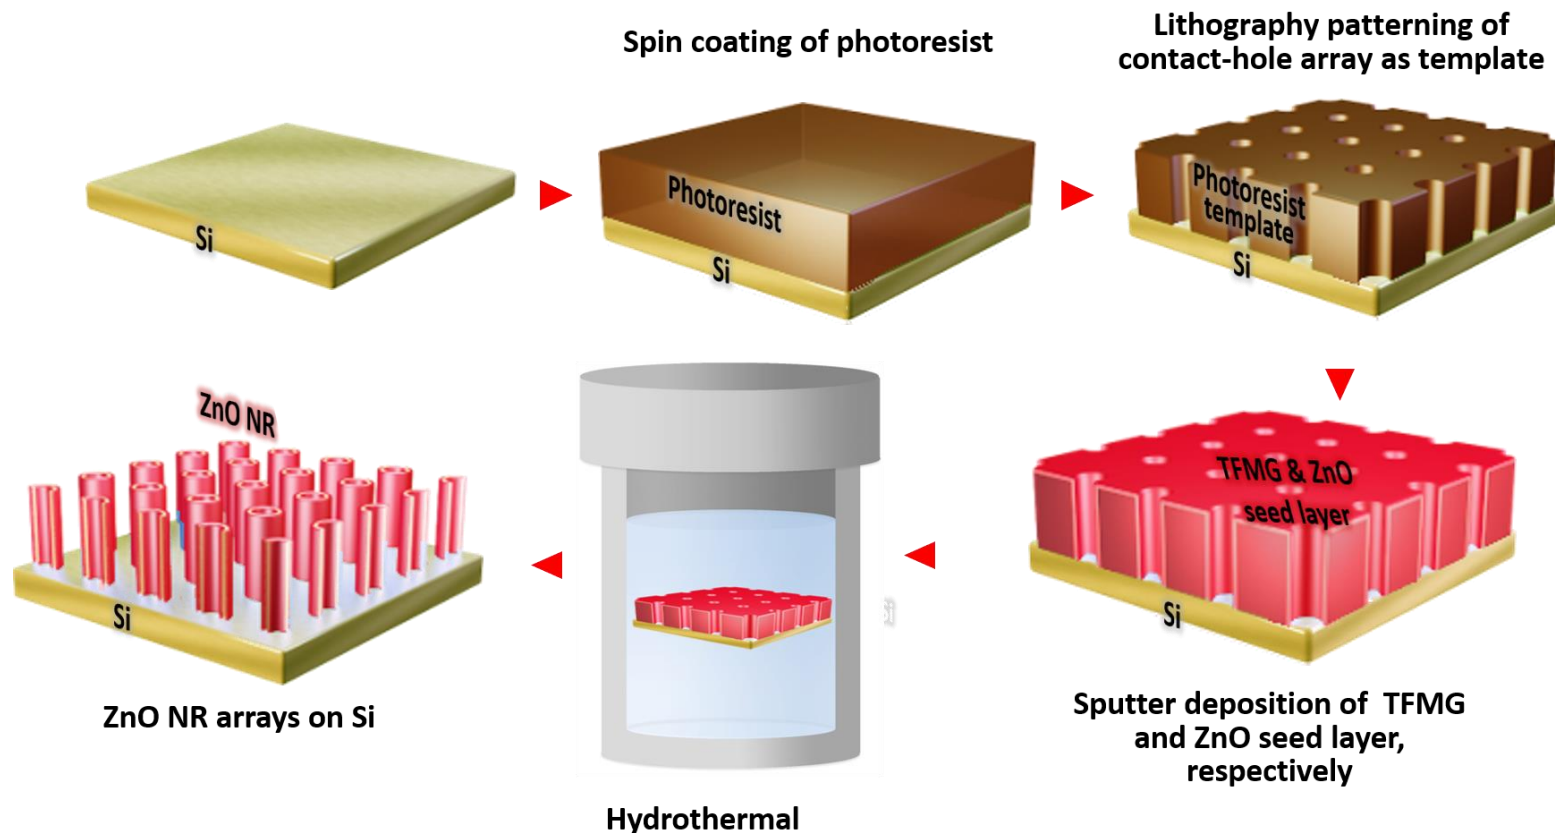 Spin coating of photoresist
Lithography patterning of
contact-hole array as template
Si
Photoresist
Si
Photoresist
template
Si
ZnO NR
Si
ZnO NR arrays on Si
Si
Hydrothermal
TFMG & ZnO
seed layer
Si
Sputter deposition of TFMG
and ZnO seed layer,
respectively